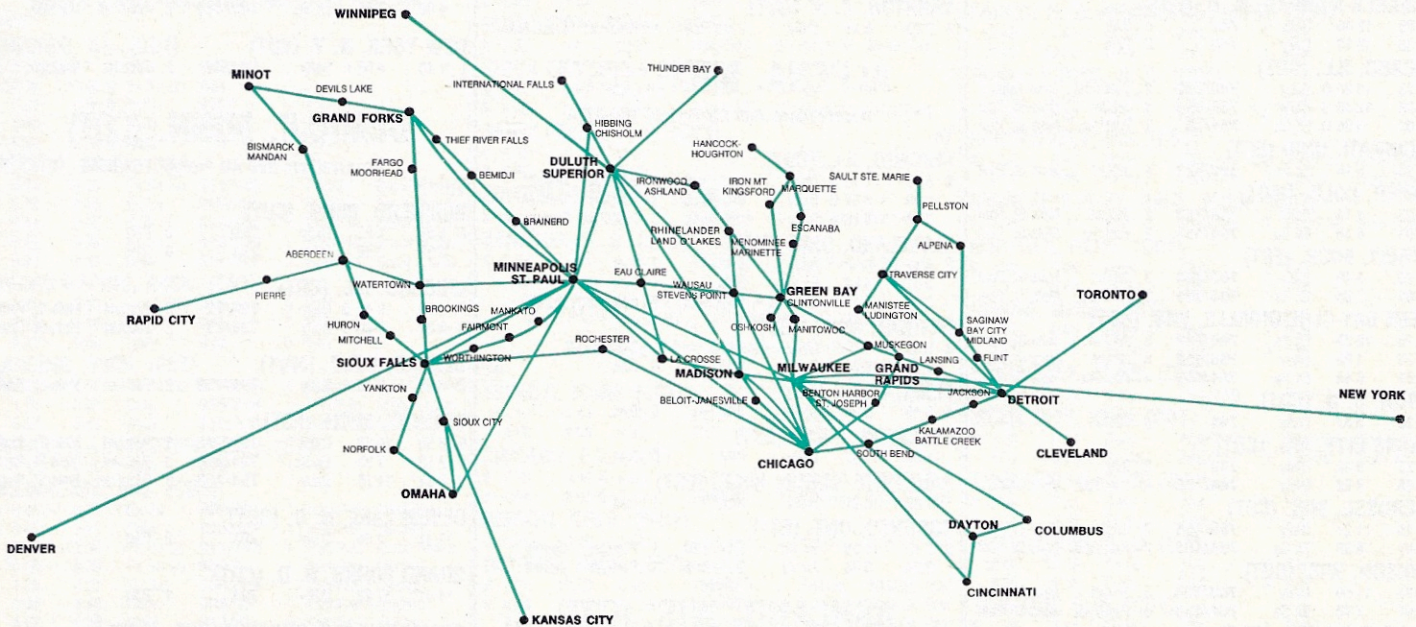 WINNIPEG
MINOT
DEVILS LAKE
GRAND FORKS
INTERNATIONAL FALLS
THUNDER BAY
HIBBING
CHISHOLM
THIEF RIVER FALLS
BISMARCK
MANDAN
FARGO
MOORHEAD
BEMIDJI
DULUTH
SUPERIOR
HANCOCK-
HOUGHTON
IRONWOOD
ASHLAND
IRON MT
KINGSFORD
MARQUETTE
SAULT STE. MARIE
PELLSTON
BRAINERD
RHINELANDER
LAND O'LAKES
ESCANABA
MENOMINEE
MARINETTE
ALPENA
ABERDEEN
PIERRE
RAPID CITY
WATERTOWN
MINNEAPOLIS
ST. PAUL
EAU CLAIRE
WAUSAU
STEVENS POINT
GREEN BAY
CLINTONVILLE
TRAVERSE CITY
TORONTO
BROOKINGS
MANKATO
OSHKOSH
MANITOWOC
MANISTEE
LUDINGTON
SAGINAW
BAY CITY
MIDLAND
HURON
MITCHELL
FAIRMONT
ROCHESTER
MUSKEGON
FLINT
SIOUX FALLS
WORTHINGTON
LA CROSSE
MADISON
MILWAUKEE
GRAND
RAPIDS
LANSING
YANKTON
BELOIT-JANESVILLE
BENTON HARBOR
ST. JOSEPH
JACKSON
DETROIT
NEW YORK
SIOUX CITY
KALAMAZOO
BATTLE CREEK
NORFOLK
CHICAGO
SOUTH BEND
CLEVELAND
OMAHA
DENVER
DAYTON
COLUMBUS
CINCINNATI
KANSAS CITY